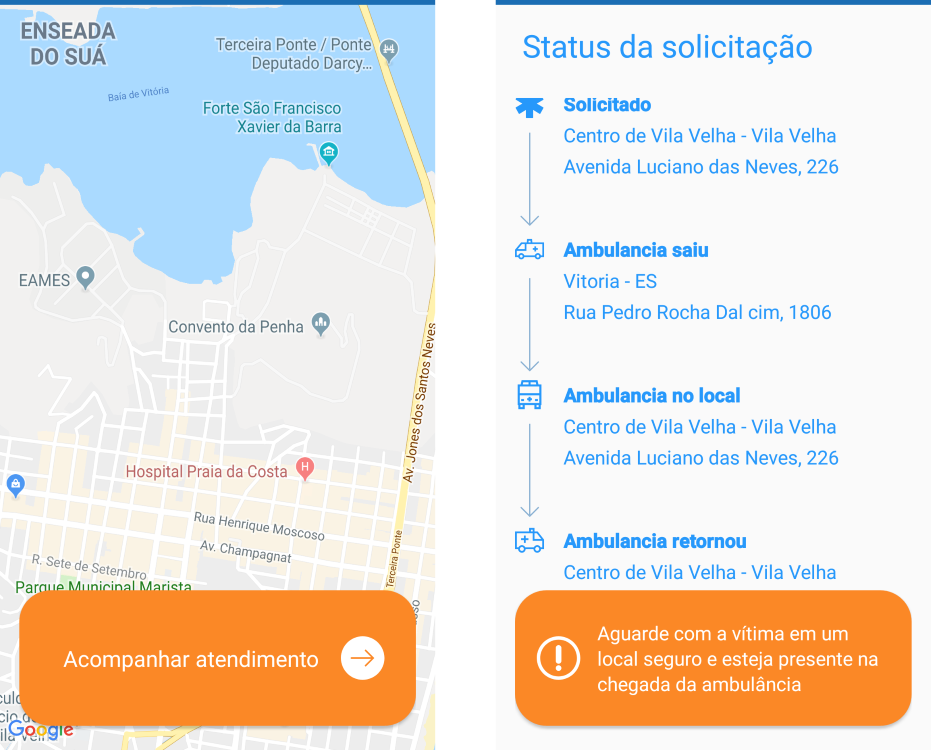 ENSEADA
DO SUÁ
Terceira Ponte / Ponte
Deputado Darcy...
Baía de Vitória
Forte São Francisco
Xavier da Barra
EAMES
Convento da Penha
Av. Jones dos Santos Neves
Hospital Praia da Costa
H
Rua Henrique Moscoso
Av. Champagnat
R. Sete de Setembro
Terceira Ponte
Parque Municipal Marista
Acompanhar atendimento
Google
Status da solicitação
Solicitado
Centro de Vila Velha - Vila Velha
Avenida Luciano das Neves, 226
Ambulancia saiu
Vitoria - ES
Rua Pedro Rocha Dal cim, 1806
Ambulancia no local
Centro de Vila Velha - Vila Velha
Avenida Luciano das Neves, 226
Ambulancia retornou
Centro de Vila Velha - Vila Velha
Aguarde com a vítima em um
local seguro e esteja presente na
chegada da ambulância